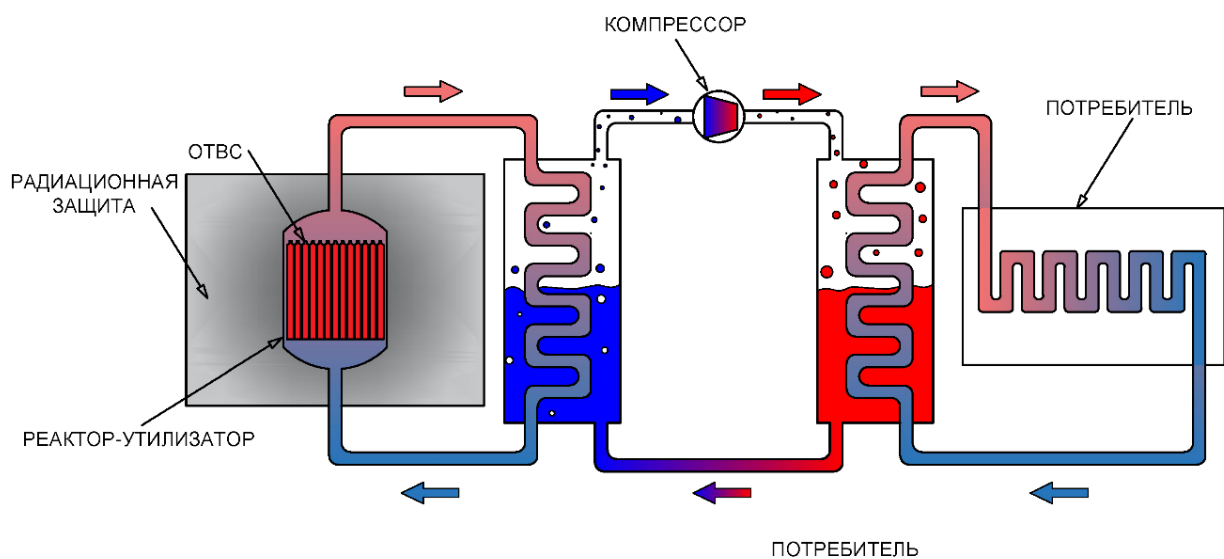 КОМПРЕССОР
ПОТРЕБИТЕЛЬ
ОТВС
РАДИАЦИОННАЯ
ЗАЩИТА
РЕАКТОР-УТИЛИЗАТОР
ПОТРЕБИТЕЛЬ